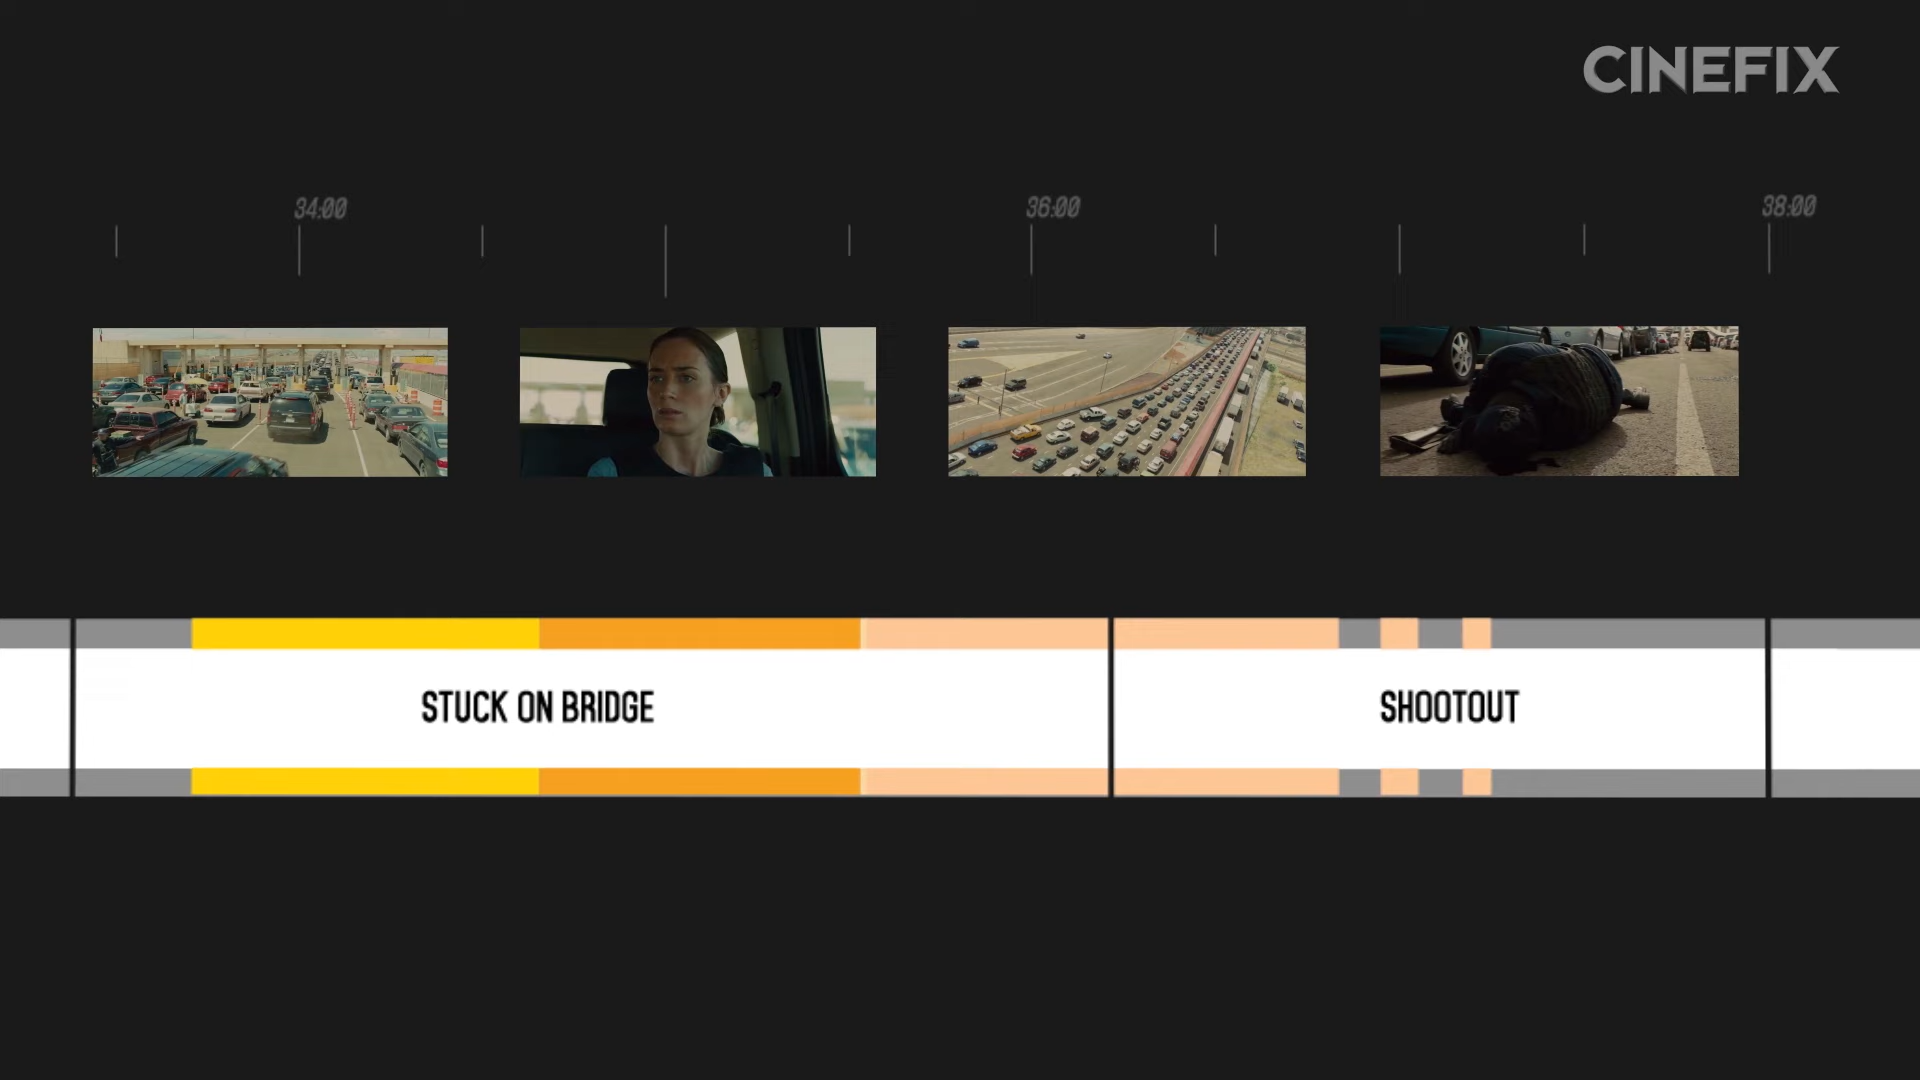 CINEFIX
34:00
36:00
38:00
STUCK ON BRIDGE
SHOOTOUT